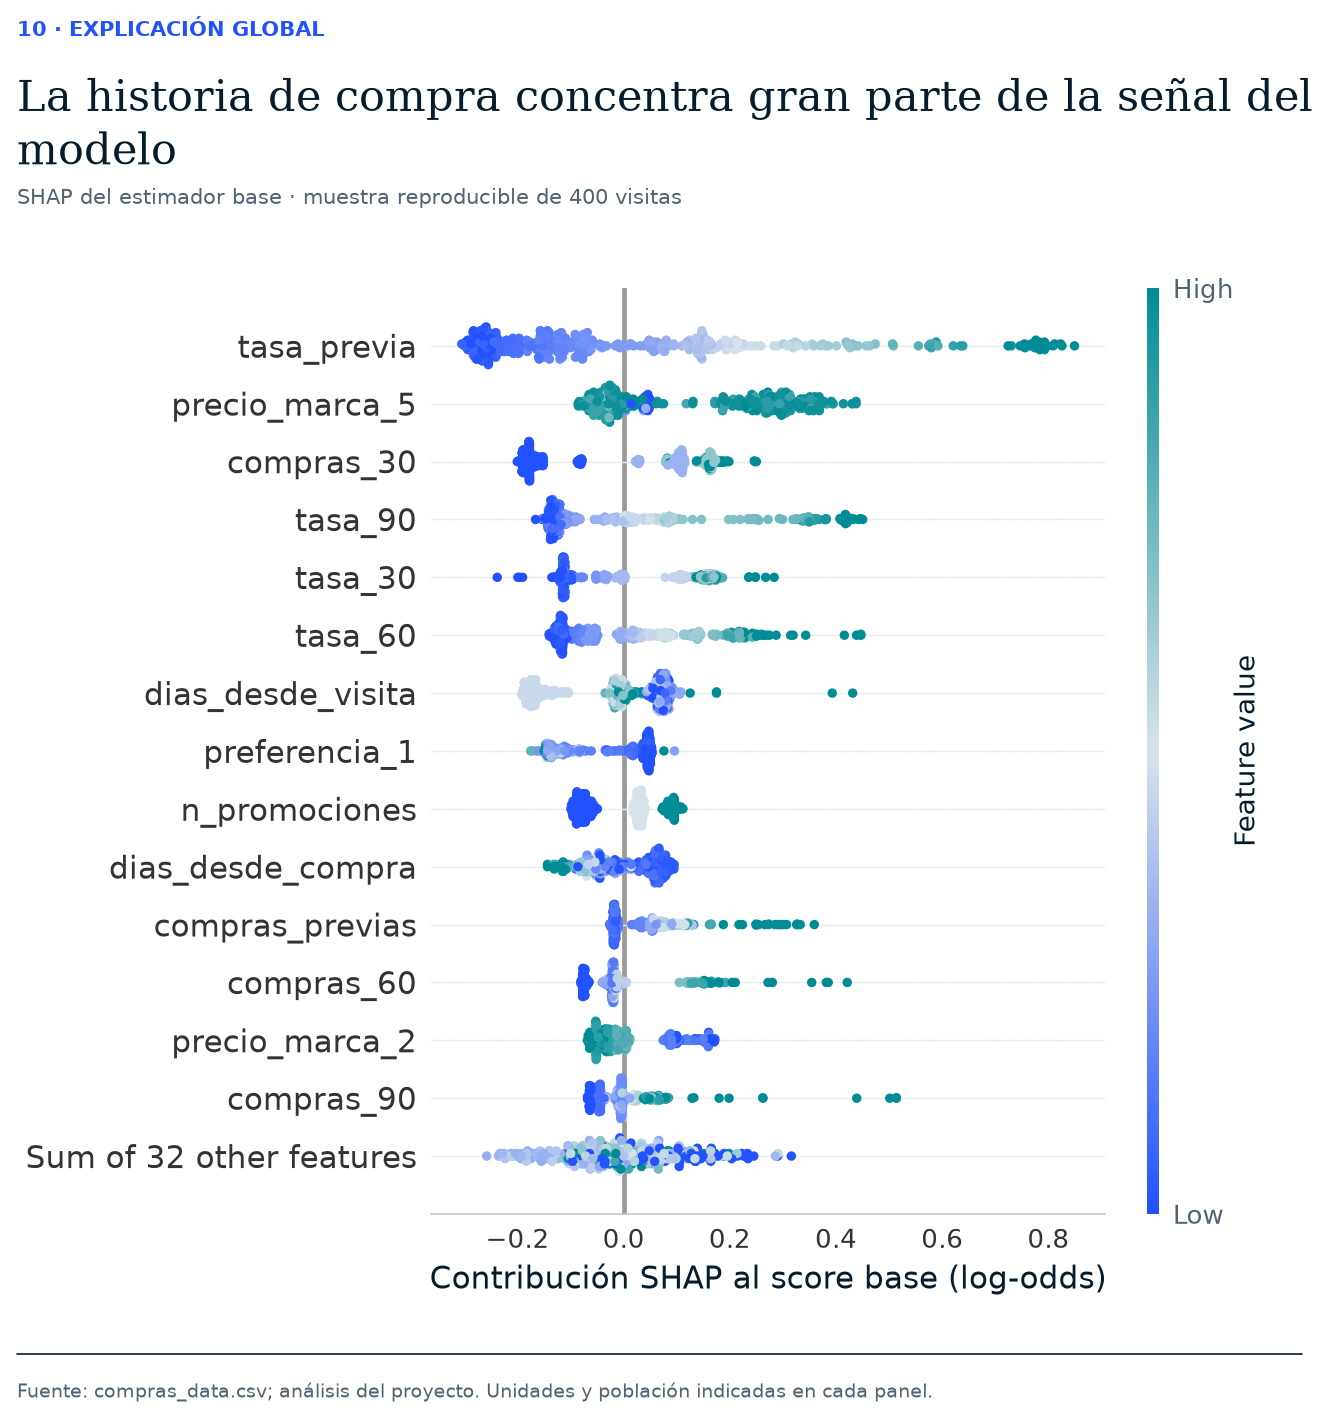 10 · EXPLICACIÓN GLOBAL
La historia de compra concentra gran parte de la señal del
modelo
SHAP del estimador base · muestra reproducible de 400 visitas
High
tasa_previa
precio_marca_5
compras_30
tasa_90
tasa_30
tasa_60
dias_desde_visita
preferencia_1
n_promociones
dias_desde_compra
compras_previas
compras_60
precio_marca_2
compras_90
Sum of 32 other features
Feature value
Low
−0.2 0.0 0.2 0.4 0.6 0.8
Contribución SHAP al score base (log-odds)
Fuente: compras_data.csv; análisis del proyecto. Unidades y población indicadas en cada panel.